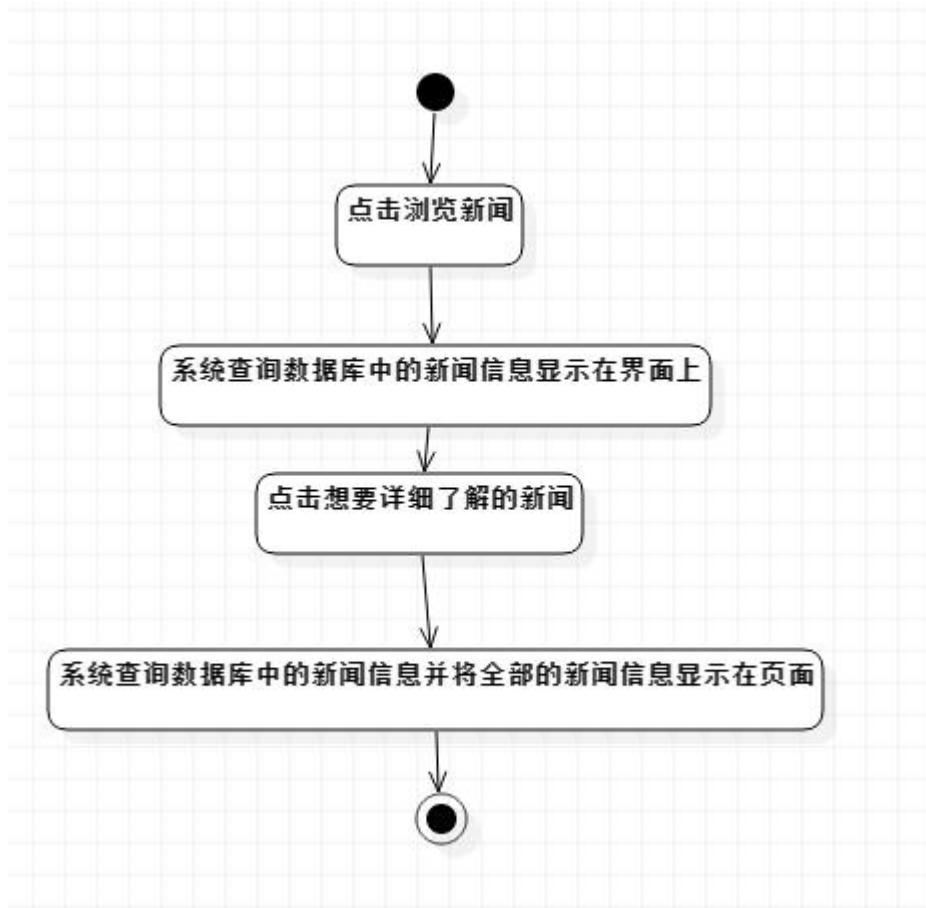 点击浏览新闻
系统查询数据库中的新闻信息显示在界面上
点击想要详细了解的新闻
系统查询数据库中的新闻信息并将全部的新闻信息显示在页面